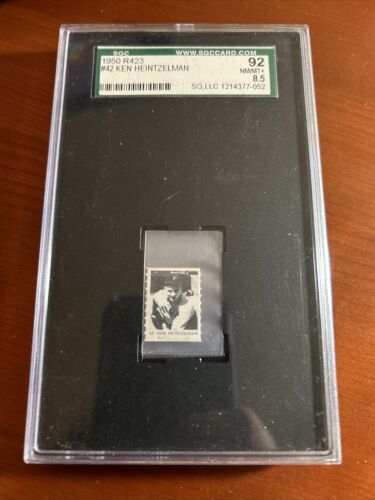 SGC
WWW.SGCCARD.COM
1950 R423
#42 KEN HEINTZELMAN
92
NM/MT+
8.5
SG,LLC 1214377-052
42 KEN HEINTZELMAN